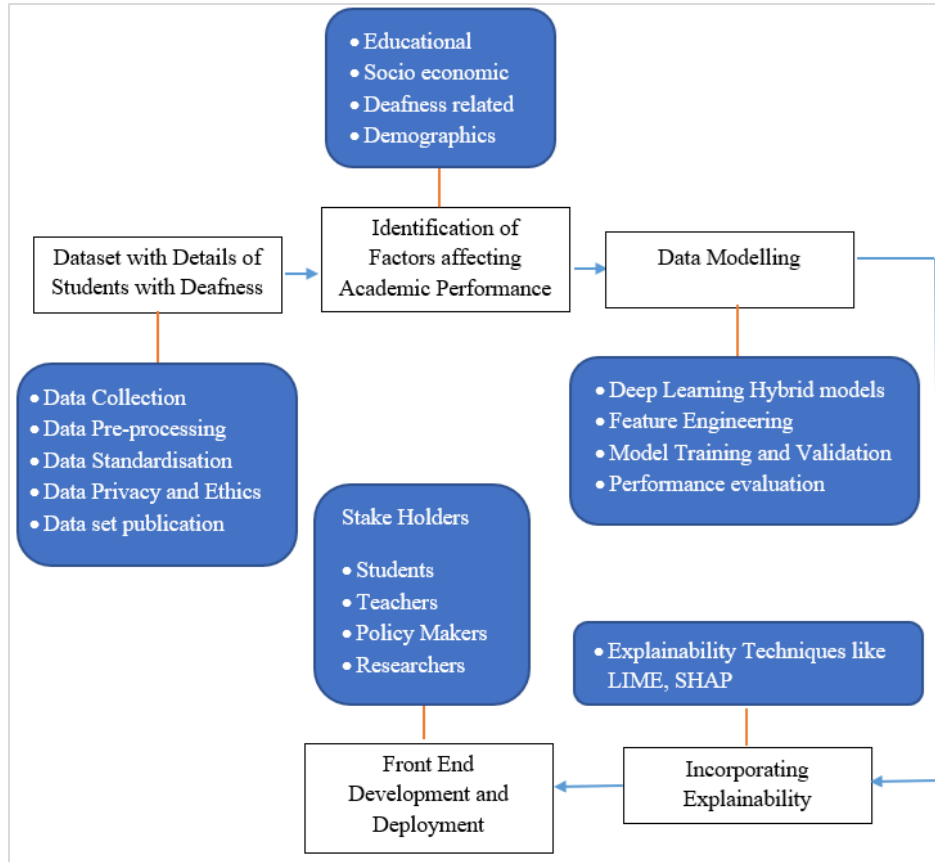 • Educational
• Socio economic
• Deafness related
• Demographics
Dataset with Details of
Students with Deafness
Identification of
Factors affecting
Academic Performance
Data Modelling
• Data Collection
• Data Pre-processing
• Data Standardisation
• Data Privacy and Ethics
• Data set publication
• Deep Learning Hybrid models
• Feature Engineering
• Model Training and Validation
• Performance evaluation
Stake Holders
• Students
• Teachers
• Policy Makers
• Researchers
• Explainability Techniques like
LIME, SHAP
Front End
Development and
Deployment
Incorporating
Explainability